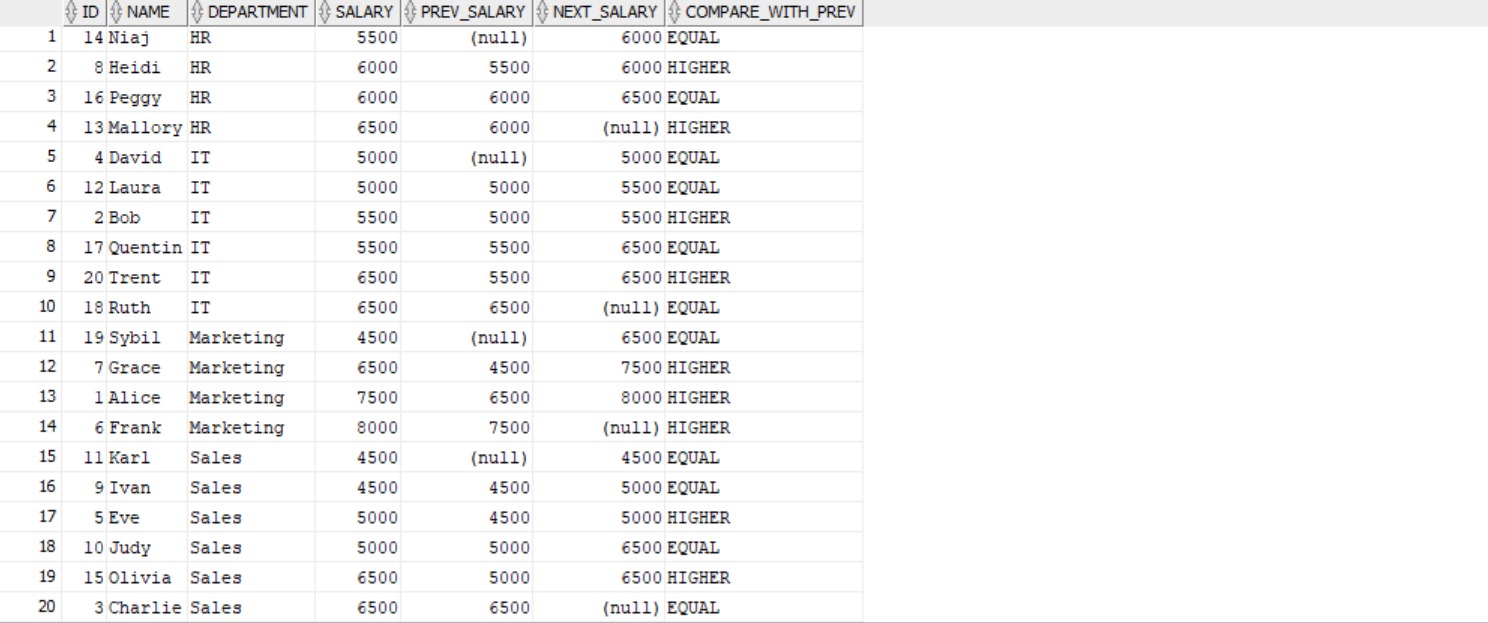 ID NAME DEPARTMENT SALARY PREV_SALARY NEXT_SALARY COMPARE_WITH_PREV
1 14 Niaj HR 5500 (null) 6000 EQUAL
2 8 Heidi HR 6000 5500 6000 HIGHER
3 16 Peggy HR 6000 6000 6500 EQUAL
4 13 Mallory HR 6500 6000 (null) HIGHER
5 4 David IT 5000 (null) 5000 EQUAL
6 12 Laura IT 5000 5000 5500 EQUAL
7 2 Bob IT 5500 5000 5500 HIGHER
8 17 Quentin IT 5500 5500 6500 EQUAL
9 20 Trent IT 6500 5500 6500 HIGHER
10 18 Ruth IT 6500 6500 (null) EQUAL
11 19 Sybil Marketing 4500 (null) 6500 EQUAL
12 7 Grace Marketing 6500 4500 7500 HIGHER
13 1 Alice Marketing 7500 6500 8000 HIGHER
14 6 Frank Marketing 8000 7500 (null) HIGHER
15 11 Karl Sales 4500 (null) 4500 EQUAL
16 9 Ivan Sales 4500 4500 5000 EQUAL
17 5 Eve Sales 5000 4500 5000 HIGHER
18 10 Judy Sales 5000 5000 6500 EQUAL
19 15 Olivia Sales 6500 5000 6500 HIGHER
20 3 Charlie Sales 6500 6500 (null) EQUAL